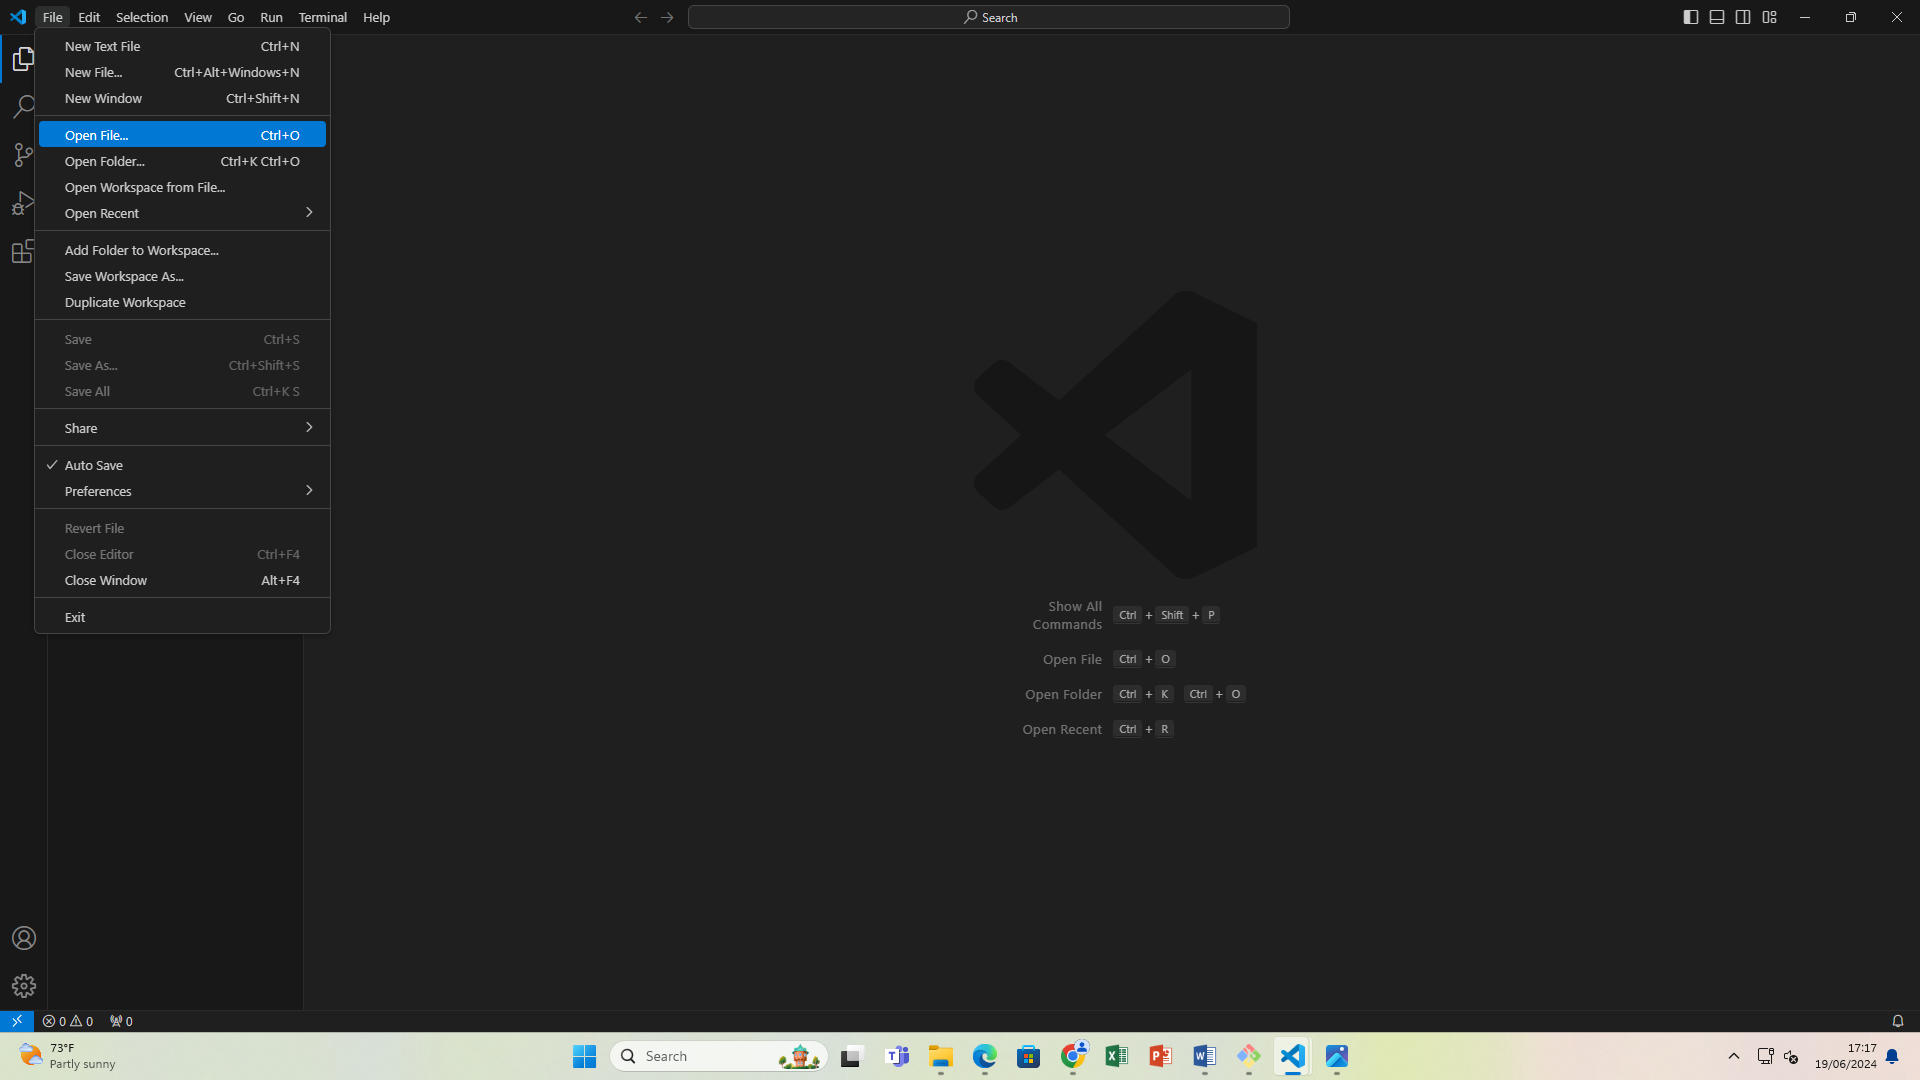 File Edit Selection View Go Run Terminal Help
Search
New Text File Ctrl+N
New File... Ctrl+Alt+Windows+N
New Window Ctrl+Shift+N
Open File... Ctrl+O
Open Folder... Ctrl+K Ctrl+O
Open Workspace from File...
Open Recent
Add Folder to Workspace...
Save Workspace As...
Duplicate Workspace
Save Ctrl+S
Save As... Ctrl+Shift+S
Save All Ctrl+K S
Share
Auto Save
Preferences
Revert File
Close Editor Ctrl+F4
Close Window Alt+F4
Exit
Show All
Commands Ctrl + Shift + P
Open File Ctrl + O
Open Folder Ctrl + K Ctrl + O
Open Recent Ctrl + R
0 0 0
73°F
Partly sunny
Search
17:17
19/06/2024